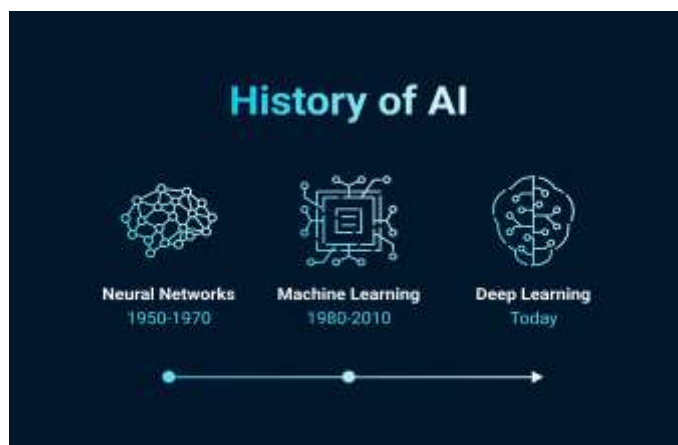 History of AI
Neural Networks
1950-1970
Machine Learning
1980-2010
Deep Learning
Today